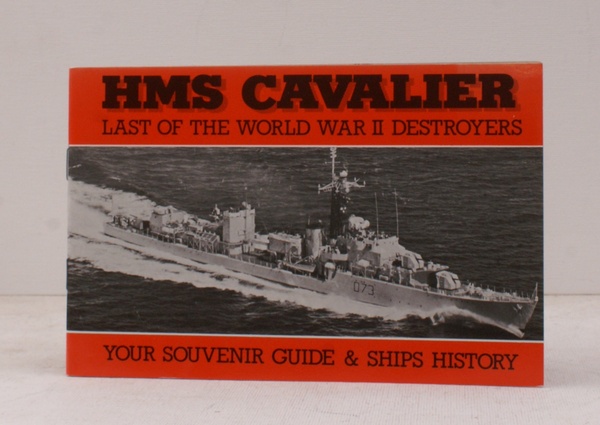 HMS CAVALIER
LAST OF THE WORLD WAR II DESTROYERS
D73
YOUR SOUVENIR GUIDE & SHIPS HISTORY